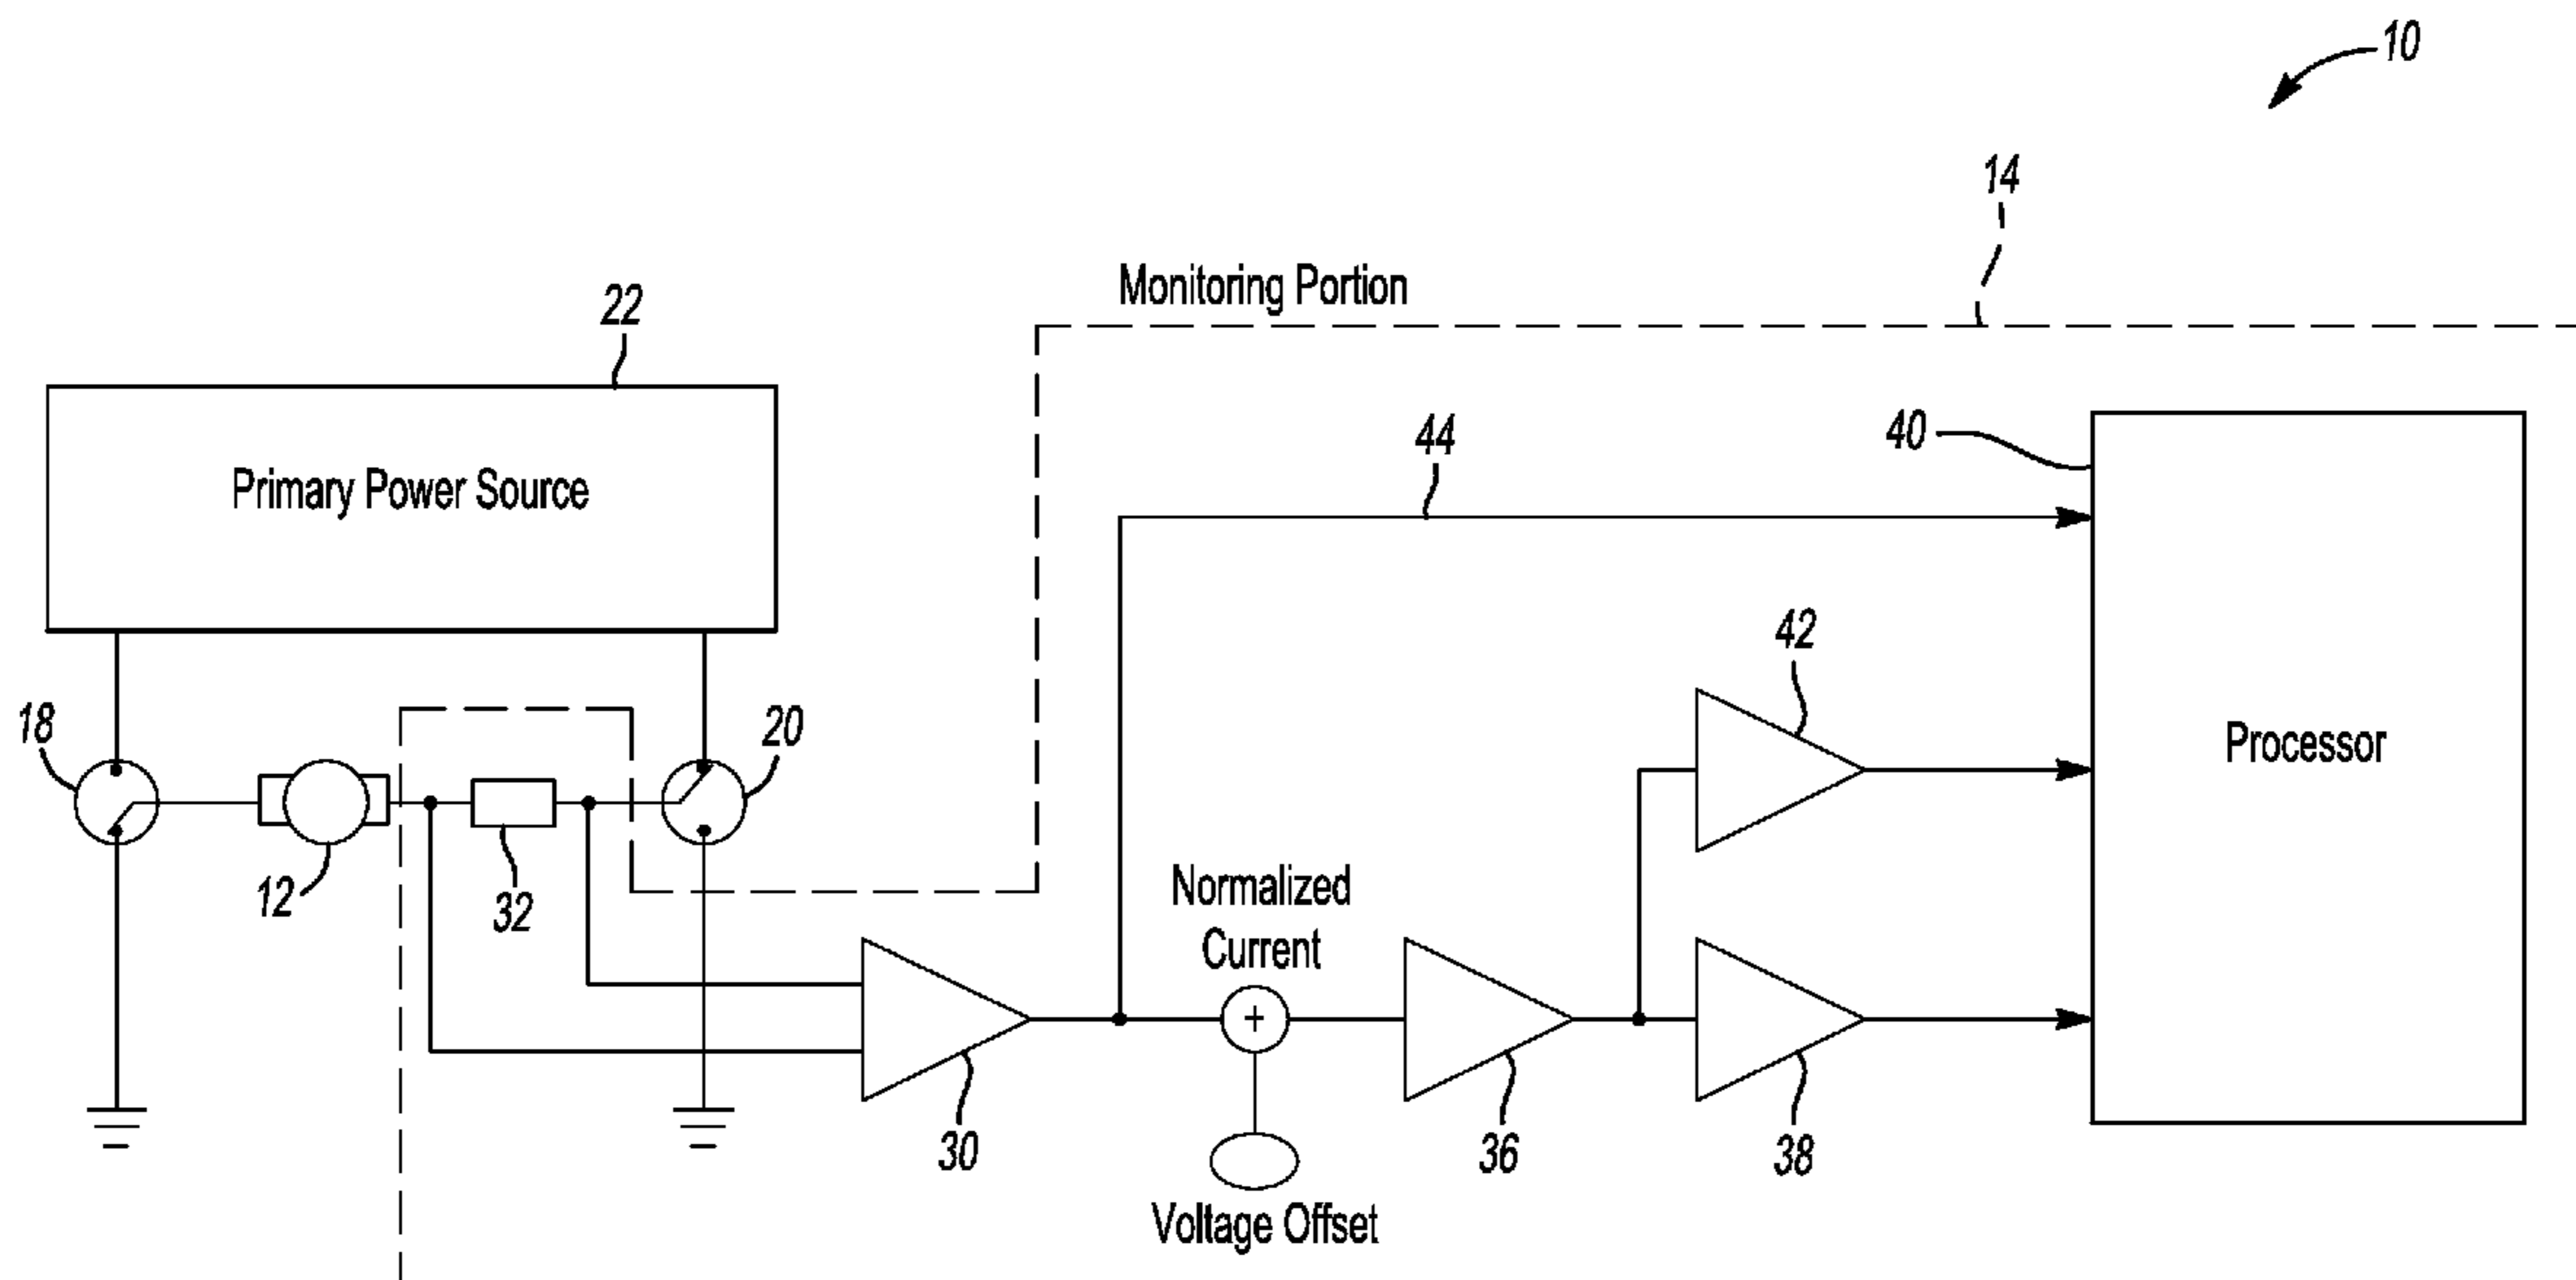 10
14
Monitoring Portion
22
Primary Power Source
44
40
42
18
20
Processor
12
32
Normalized
Current
+
30
36
38
Voltage Offset